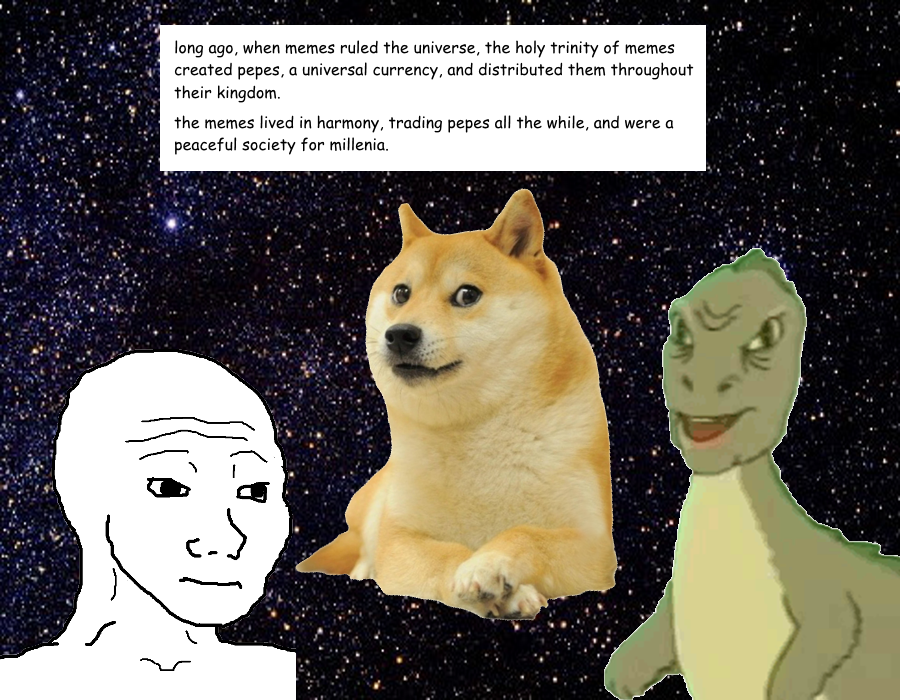 long ago, when memes ruled the universe, the holy trinity of memes
created pepes, a universal currency, and distributed them throughout
their kingdom.
the memes lived in harmony, trading pepes all the while, and were a
peaceful society for millenia.